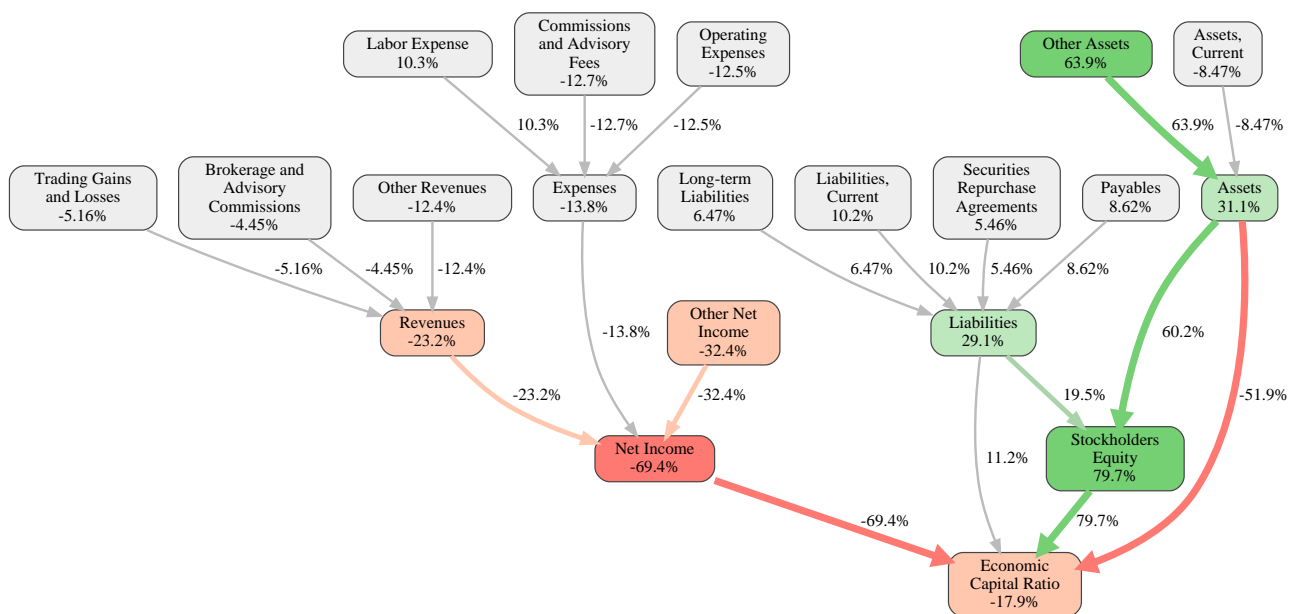 Labor Expense
10.3%
Commissions
and Advisory
Fees
-12.7%
Operating
Expenses
-12.5%
Other Assets
63.9%
Assets,
Current
-8.47%
10.3%
-12.7%
-12.5%
63.9%
-8.47%
Trading Gains
and Losses
-5.16%
Brokerage and
Advisory
Commissions
-4.45%
Other Revenues
-12.4%
Expenses
-13.8%
Long-term
Liabilities
6.47%
Liabilities,
Current
10.2%
Securities
Repurchase
Agreements
5.46%
Payables
8.62%
Assets
31.1%
-5.16%
-4.45%
-12.4%
6.47%
10.2%
5.46%
8.62%
Revenues
-23.2%
-13.8%
Other Net
Income
-32.4%
Liabilities
29.1%
60.2%
-23.2%
-32.4%
19.5%
-51.9%
Net Income
-69.4%
11.2%
Stockholders
Equity
79.7%
-69.4%
79.7%
Economic
Capital Ratio
-17.9%